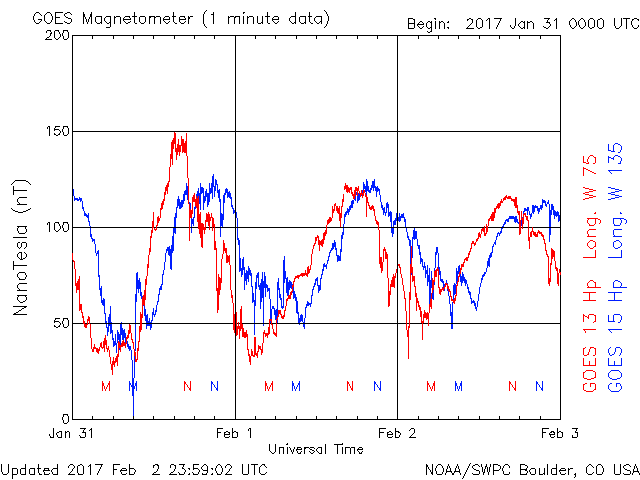 GOES Magnetometer (1 minute data)
Begin: 2017 Jan 31 0000 UTC
200
150
100
50
0
NanoTesla (nT)
M M N N M M N N M M N N
Jan 31 Feb 1 Feb 2 Feb 3
Universal Time
GOES 13 Hp Long. W 75
GOES 15 Hp Long. W 135
Updated 2017 Feb 2 23:59:02 UTC
NOAA/SWPC Boulder, CO USA